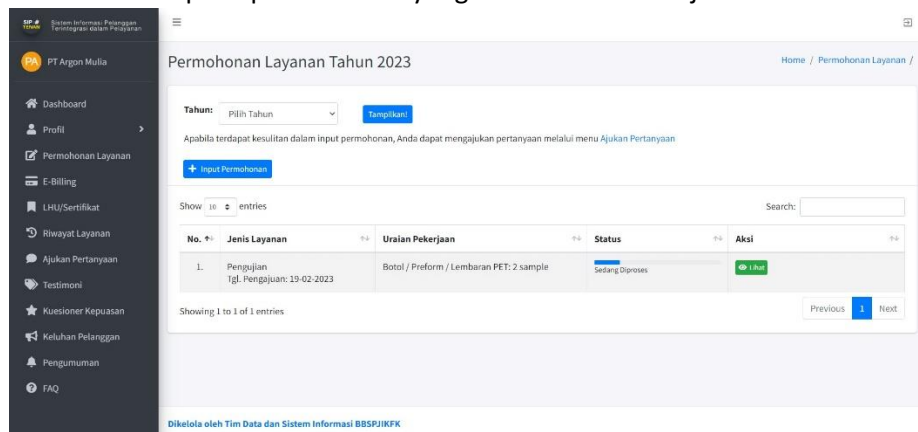 SIP TENAN
Sistem Informasi Pelanggan
Terintegrasi dalam Pelayanan
PA PT Argon Mulia
Dashboard
Profil
Permohonan Layanan
E-Billing
LHU/Sertifikat
Riwayat Layanan
Ajukan Pertanyaan
Testimoni
Kuesioner Kepuasan
Keluhan Pelanggan
Pengumuman
FAQ
Permohonan Layanan Tahun 2023
Home / Permohonan Layanan /
Tahun: Pilih Tahun Tampilkan!
Apabila terdapat kesulitan dalam input permohonan, Anda dapat mengajukan pertanyaan melalui menu Ajukan Pertanyaan
+ Input Permohonan
Show 10 entries Search:
No. Jenis Layanan Uraian Pekerjaan Status Aksi
1. Pengujian Botol / Preform / Lembaran PET: 2 sample Sedang Diproses Lihat
Tgl. Pengajuan: 19-02-2023
Showing 1 to 1 of 1 entries Previous 1 Next
Dikelola oleh Tim Data dan Sistem Informasi BBSPJIKFK